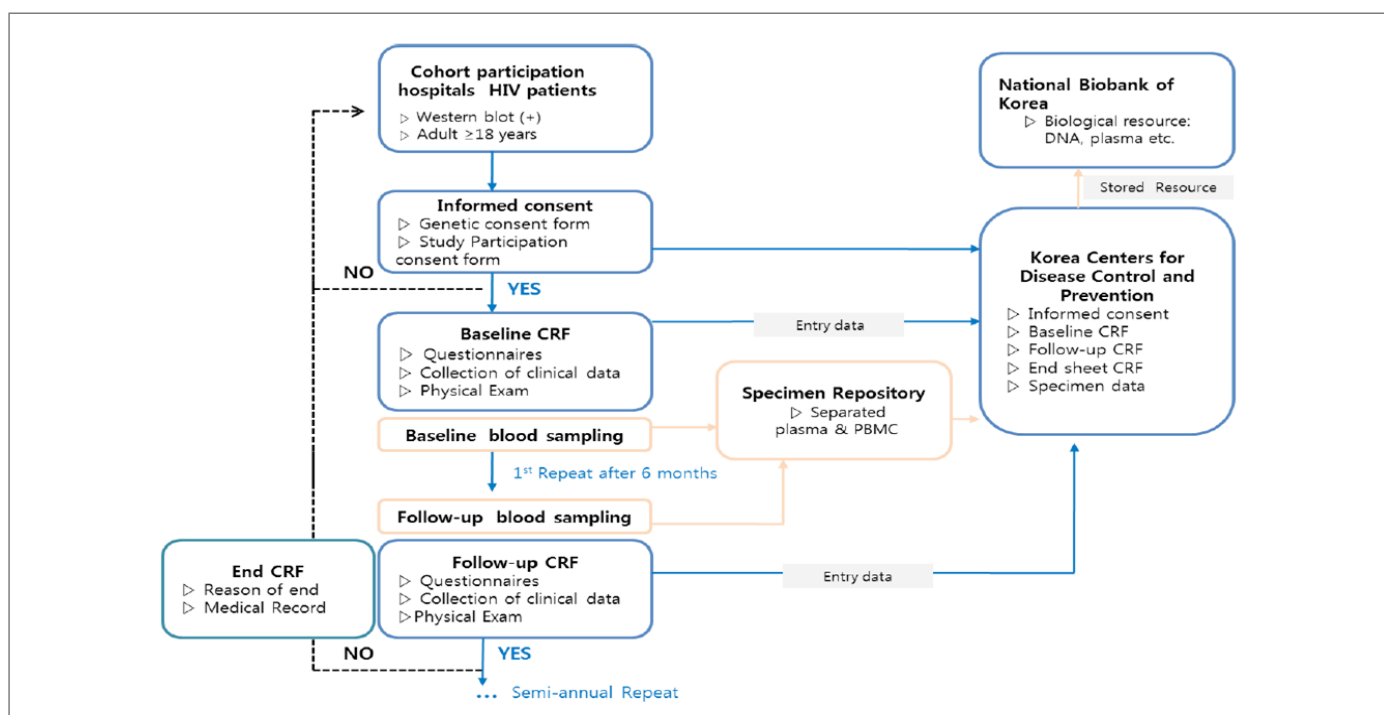 Cohort participation
hospitals HIV patients
▷ Western blot (+)
▷ Adult ≥18 years
National Biobank of
Korea
▷ Biological resource:
DNA, plasma etc.
Stored Resource
Informed consent
▷ Genetic consent form
▷ Study Participation
consent form
NO
YES
Korea Centers for
Disease Control and
Prevention
▷ Informed consent
▷ Baseline CRF
▷ Follow-up CRF
▷ End sheet CRF
▷ Specimen data
Baseline CRF
▷ Questionnaires
▷ Collection of clinical data
▷ Physical Exam
Entry data
Specimen Repository
▷ Separated
plasma & PBMC
Baseline blood sampling
1st Repeat after 6 months
Follow-up blood sampling
End CRF
▷ Reason of end
▷ Medical Record
Follow-up CRF
▷ Questionnaires
▷ Collection of clinical data
▷Physical Exam
Entry data
NO
YES
... Semi-annual Repeat